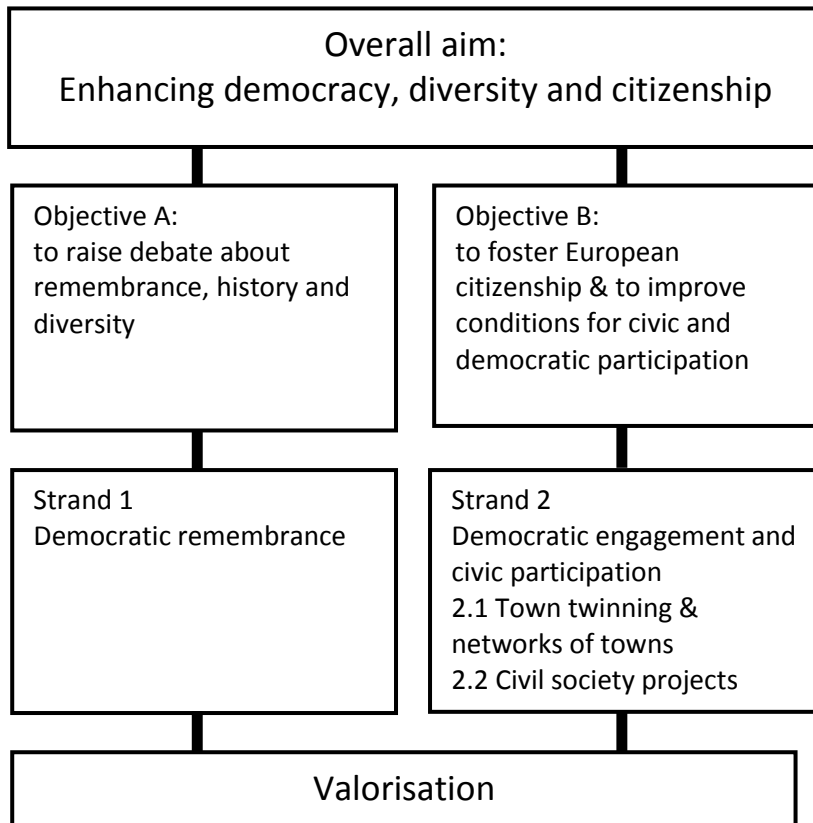 Overall aim:
Enhancing democracy, diversity and citizenship
Objective A:
to raise debate about
remembrance, history and
diversity
Objective B:
to foster European
citizenship & to improve
conditions for civic and
democratic participation
Strand 1
Democratic remembrance
Strand 2
Democratic engagement and
civic participation
2.1 Town twinning &
networks of towns
2.2 Civil society projects
Valorisation